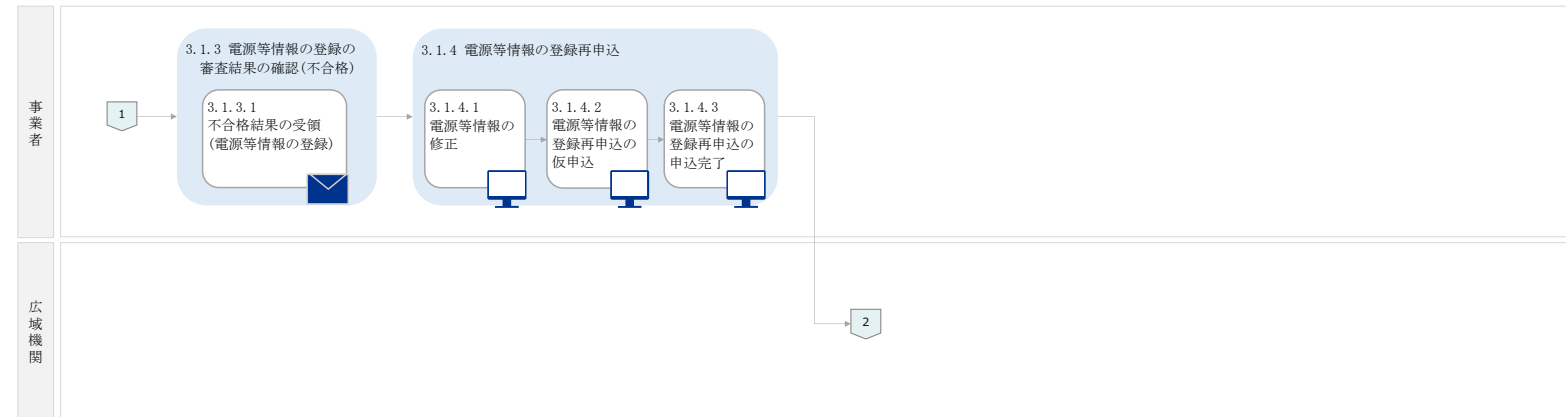 事業者
1
3.1.3 電源等情報の登録の
審査結果の確認(不合格)
3.1.3.1
不合格結果の受領
(電源等情報の登録)
3.1.4 電源等情報の登録再申込
3.1.4.1
電源等情報の
修正
3.1.4.2
電源等情報の
登録再申込の
仮申込
3.1.4.3
電源等情報の
登録再申込の
申込完了
広域機関
2